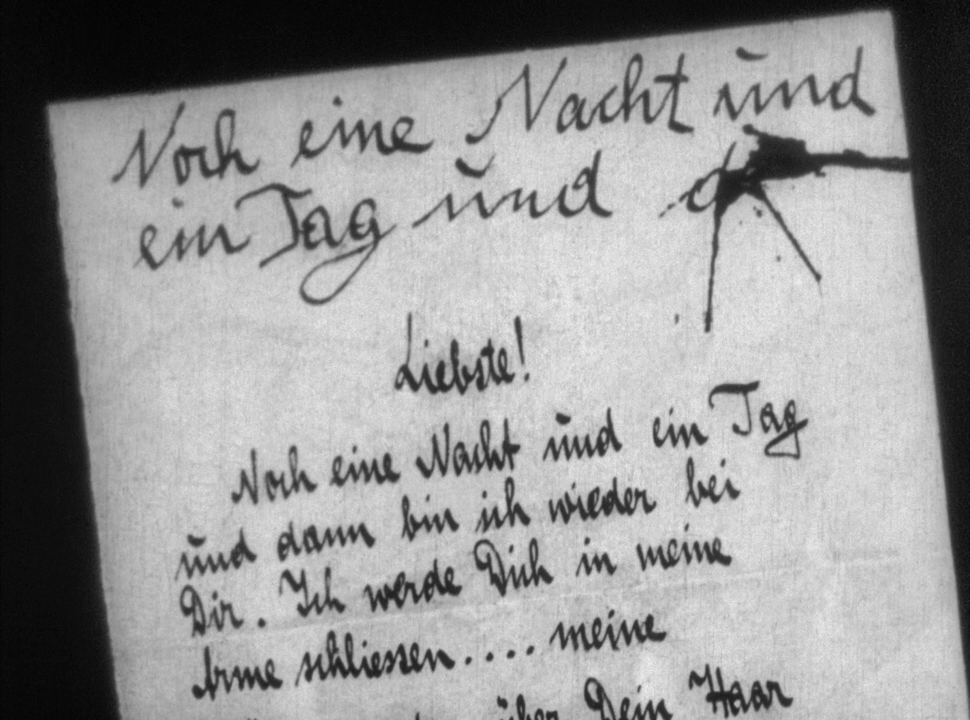 Noch eine Nacht und
ein Tag und d
Liebste!
Noch eine Nacht und ein Tag
und dann bin ich wieder bei
Dir. Ich werde Dich in meine
Arme schliessen.... meine
über Dein Haar